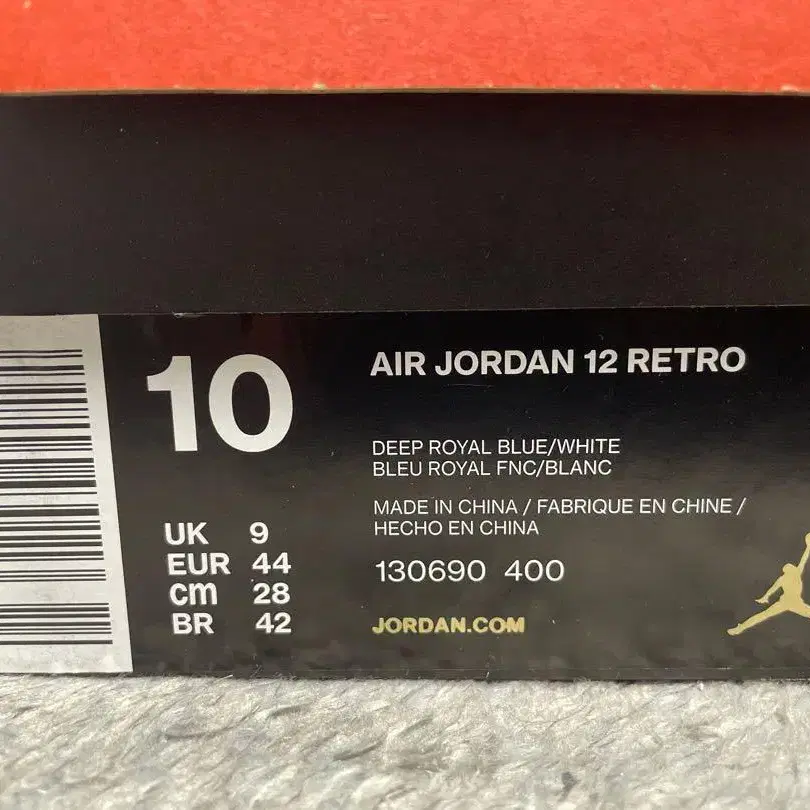 10
UK 9
EUR 44
cm 28
BR 42
AIR JORDAN 12 RETRO
DEEP ROYAL BLUE/WHITE
BLEU ROYAL FNC/BLANC
MADE IN CHINA / FABRIQUE EN CHINE /
HECHO EN CHINA
130690 400
JORDAN.COM